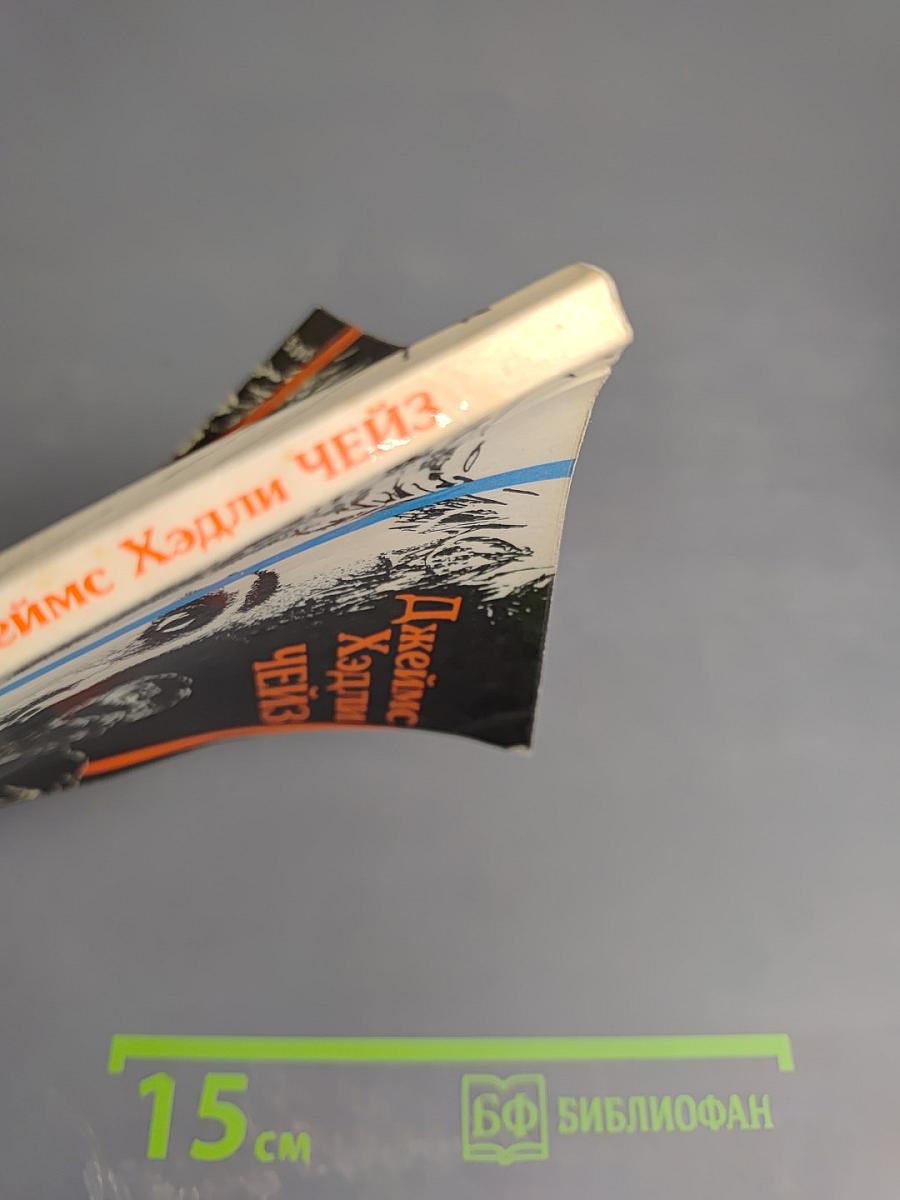 еймс Хэдли ЧЕЙЗ
Джеймс
Хэдли
ЧЕЙЗ
15 см
БФ БИБЛИОФАН